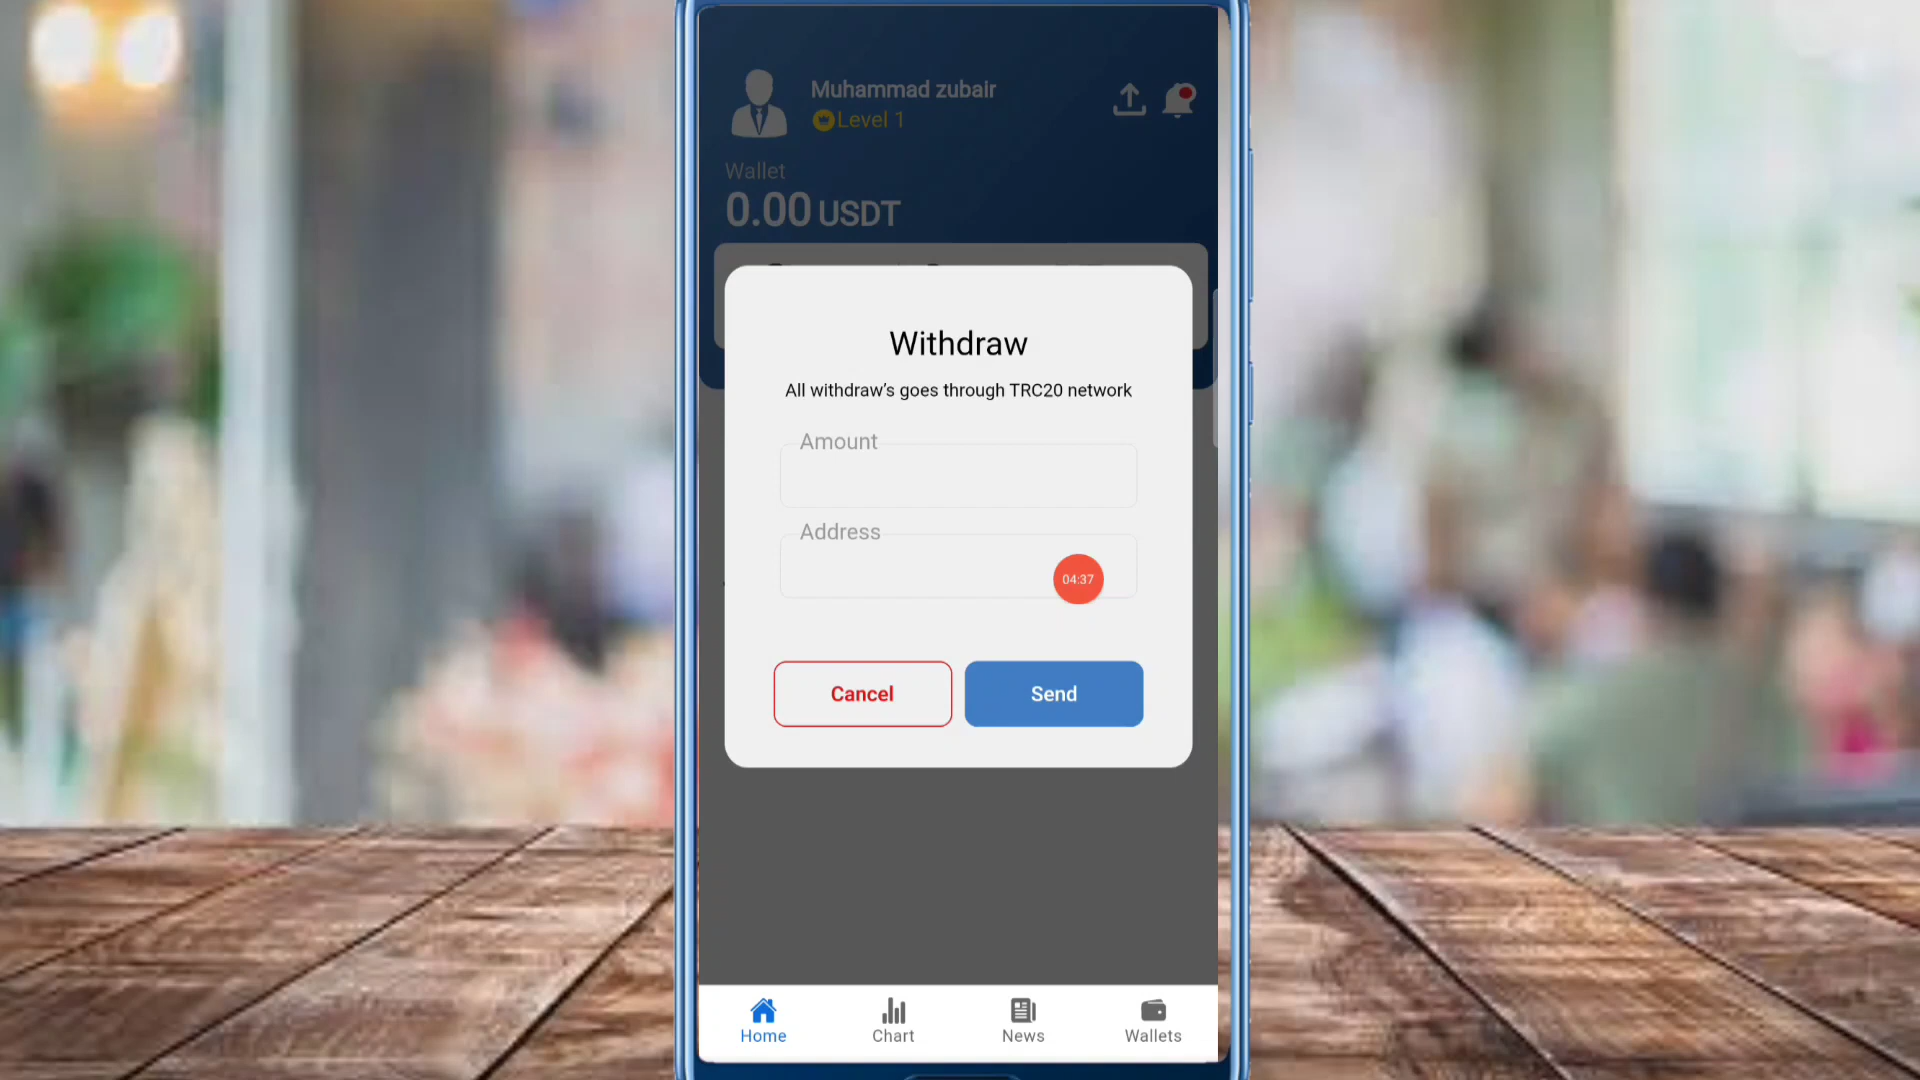 Muhammad zubair
Level 1
Wallet
0.00 USDT
Withdraw
All withdraw's goes through TRC20 network
Amount
Address
04:37
Cancel
Send
Home
Chart
News
Wallets